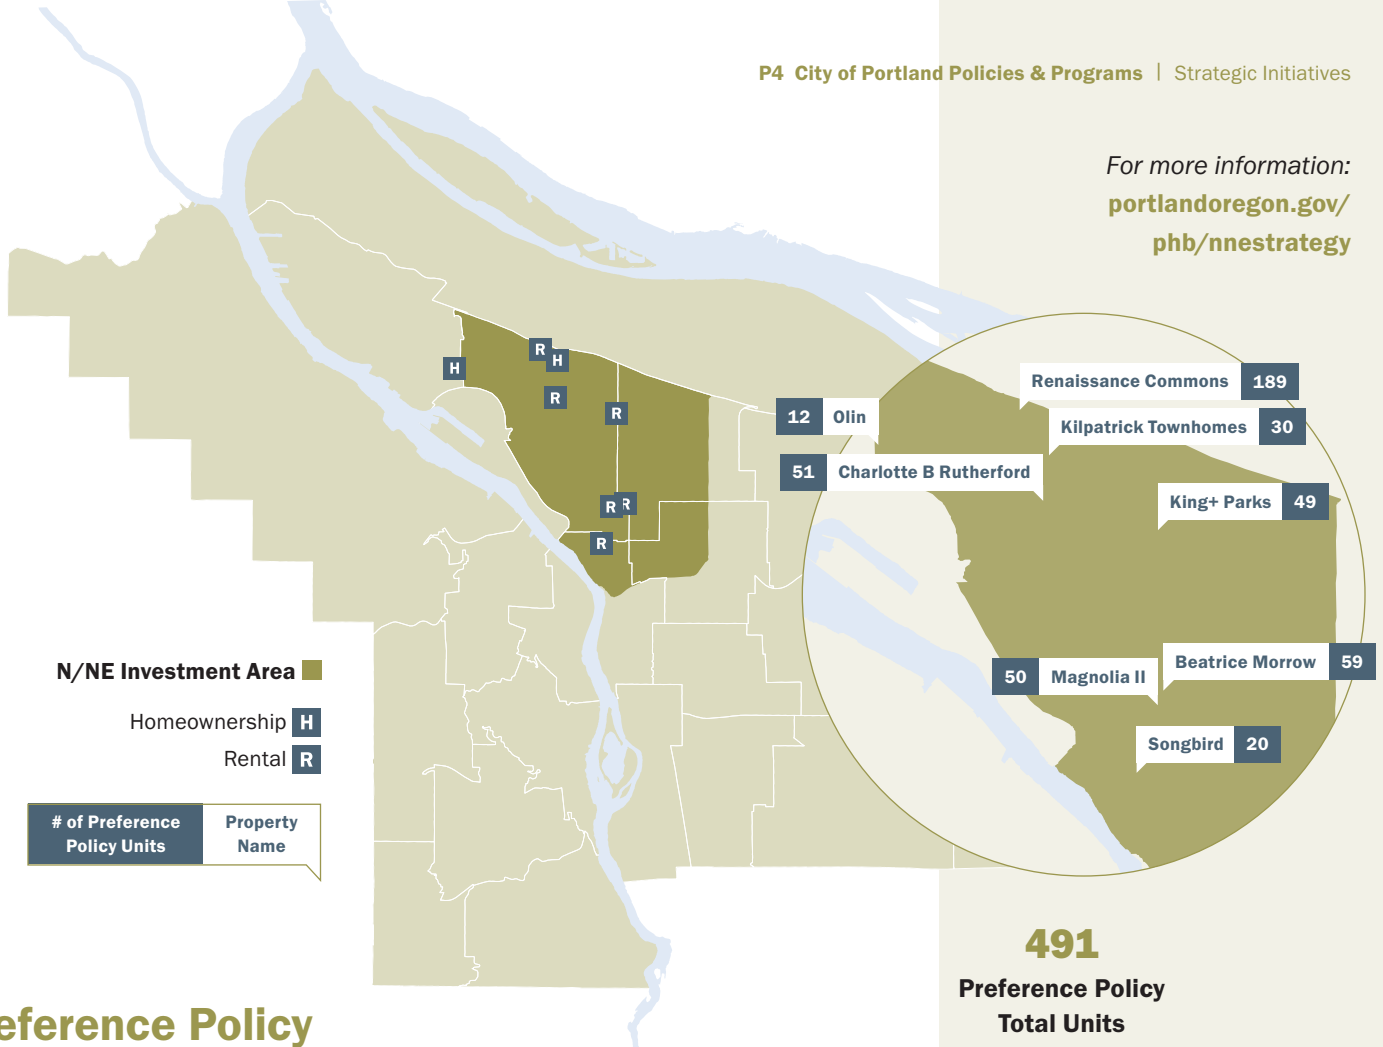 P4 City of Portland Policies & Programs | Strategic Initiatives
For more information:
portlandoregon.gov/
phb/nnestrategy
R
H
H
R
R
R
R
R
Renaissance Commons 189
12 Olin
Kilpatrick Townhomes 30
51 Charlotte B Rutherford
King+ Parks 49
Beatrice Morrow 59
50 Magnolia II
Songbird 20
N/NE Investment Area
Homeownership H
Rental R
# of Preference
Policy Units
Property
Name
491
Preference Policy
Total Units
eference Policy